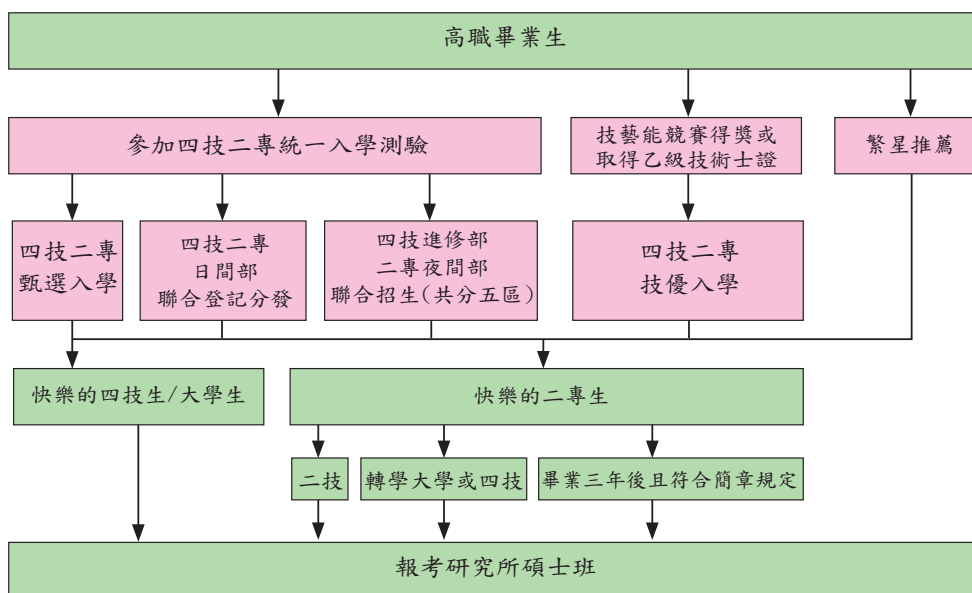 高職畢業生
參加四技二專統一入學測驗
技藝能競賽得獎或
取得乙級技術士證
繁星推薦
四技二專
甄選入學
四技二專
日間部
聯合登記分發
四技進修部
二專夜間部
聯合招生(共分五區)
四技二專
技優入學
快樂的四技生/大學生
快樂的二專生
二技
轉學大學或四技
畢業三年後且符合簡章規定
報考研究所碩士班